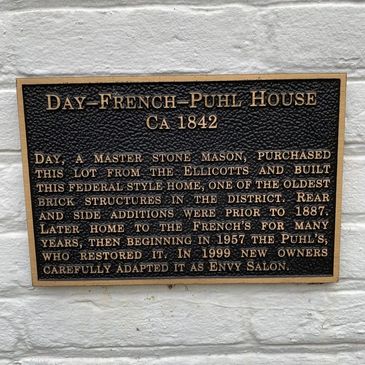 Day–French–Puhl House
ca 1842
Day, a master stone mason, purchased
this lot from the Ellicotts and built
this Federal style home, one of the oldest
brick structures in the district. Rear
and side additions were prior to 1887.
Later home to the French's for many
years, then beginning in 1957 the Puhl's,
who restored it. In 1999 new owners
carefully adapted it as Envy Salon.